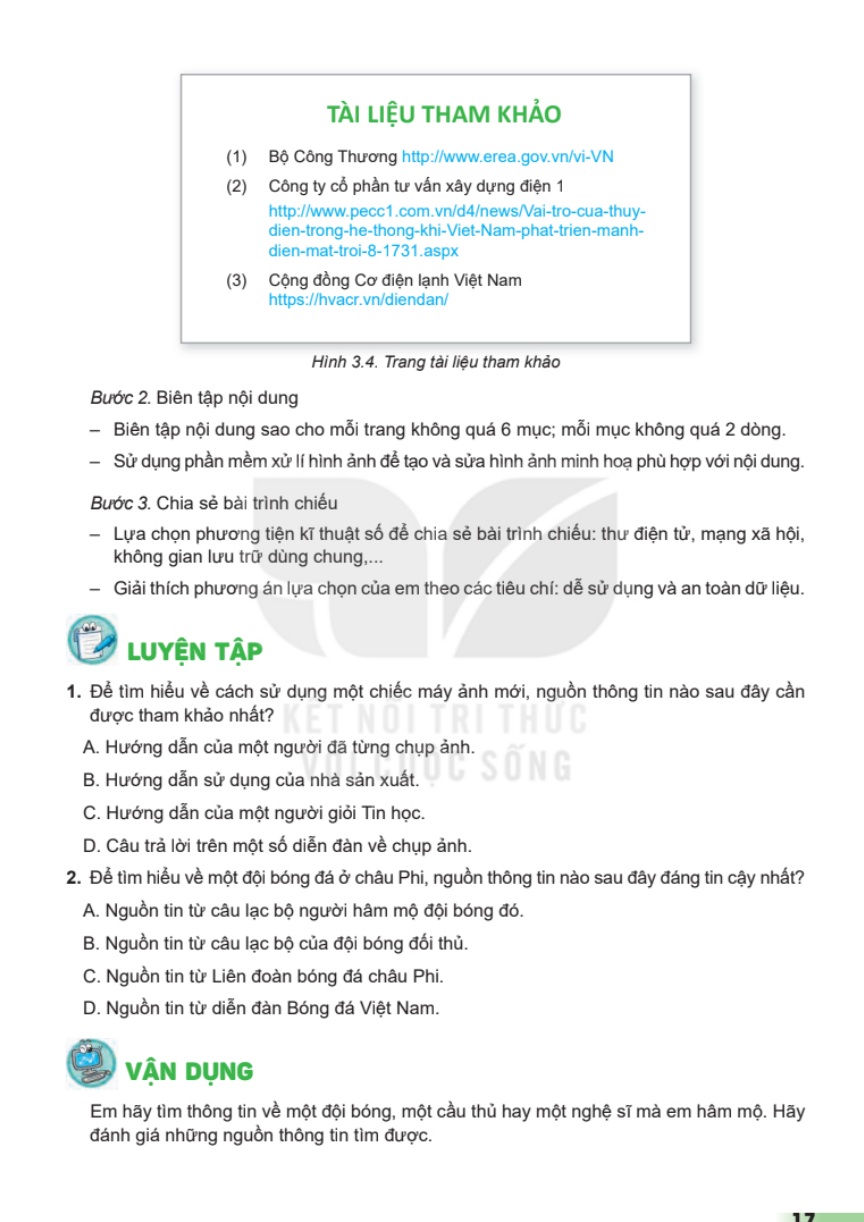 TÀI LIỆU THAM KHẢO
(1) Bộ Công Thương http://www.erea.gov.vn/vi-VN
(2) Công ty cổ phần tư vấn xây dựng điện 1
http://www.pecc1.com.vn/d4/news/Vai-tro-cua-thuy-
dien-trong-he-thong-khi-Viet-Nam-phat-trien-manh-
dien-mat-troi-8-1731.aspx
(3) Cộng đồng Cơ điện lạnh Việt Nam
https://hvacr.vn/diendan/
Hình 3.4. Trang tài liệu tham khảo
Bước 2. Biên tập nội dung
– Biên tập nội dung sao cho mỗi trang không quá 6 mục; mỗi mục không quá 2 dòng.
– Sử dụng phần mềm xử lí hình ảnh để tạo và sửa hình ảnh minh hoạ phù hợp với nội dung.
Bước 3. Chia sẻ bài trình chiếu
– Lựa chọn phương tiện kĩ thuật số để chia sẻ bài trình chiếu: thư điện tử, mạng xã hội,
không gian lưu trữ dùng chung,...
– Giải thích phương án lựa chọn của em theo các tiêu chí: dễ sử dụng và an toàn dữ liệu.
LUYỆN TẬP
1. Để tìm hiểu về cách sử dụng một chiếc máy ảnh mới, nguồn thông tin nào sau đây cần
được tham khảo nhất?
KẾT NỐI TRI THỨC
A. Hướng dẫn của một người đã từng chụp ảnh.
VỚI CUỘC SỐNG
B. Hướng dẫn sử dụng của nhà sản xuất.
C. Hướng dẫn của một người giỏi Tin học.
D. Câu trả lời trên một số diễn đàn về chụp ảnh.
2. Để tìm hiểu về một đội bóng đá ở châu Phi, nguồn thông tin nào sau đây đáng tin cậy nhất?
A. Nguồn tin từ câu lạc bộ người hâm mộ đội bóng đó.
B. Nguồn tin từ câu lạc bộ của đội bóng đối thủ.
C. Nguồn tin từ Liên đoàn bóng đá châu Phi.
D. Nguồn tin từ diễn đàn Bóng đá Việt Nam.
VẬN DỤNG
Em hãy tìm thông tin về một đội bóng, một cầu thủ hay một nghệ sĩ mà em hâm mộ. Hãy
đánh giá những nguồn thông tin tìm được.
17